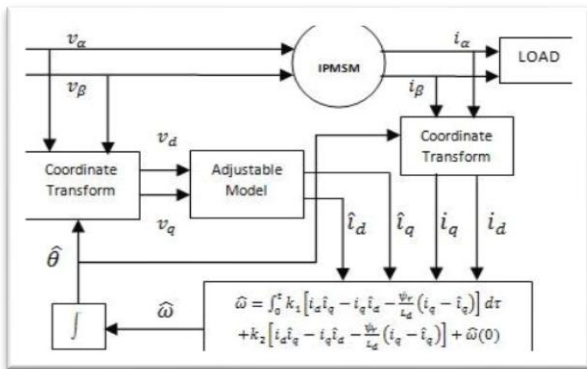 v_α
i_α
IPMSM
LOAD
v_β
i_β
v_d
Coordinate
Transform
Adjustable
Model
Coordinate
Transform
v_q
î_d
î_q
i_q
i_d
θ̂
∫
ω̂
ω̂ = ∫₀^τ k₁[i_d î_q − i_q î_d − ψ_r/L_d (i_q − î_q)] dτ
+k₂[i_d î_q − i_q î_d − ψ_r/L_d (i_q − î_q)] + ω̂(0)